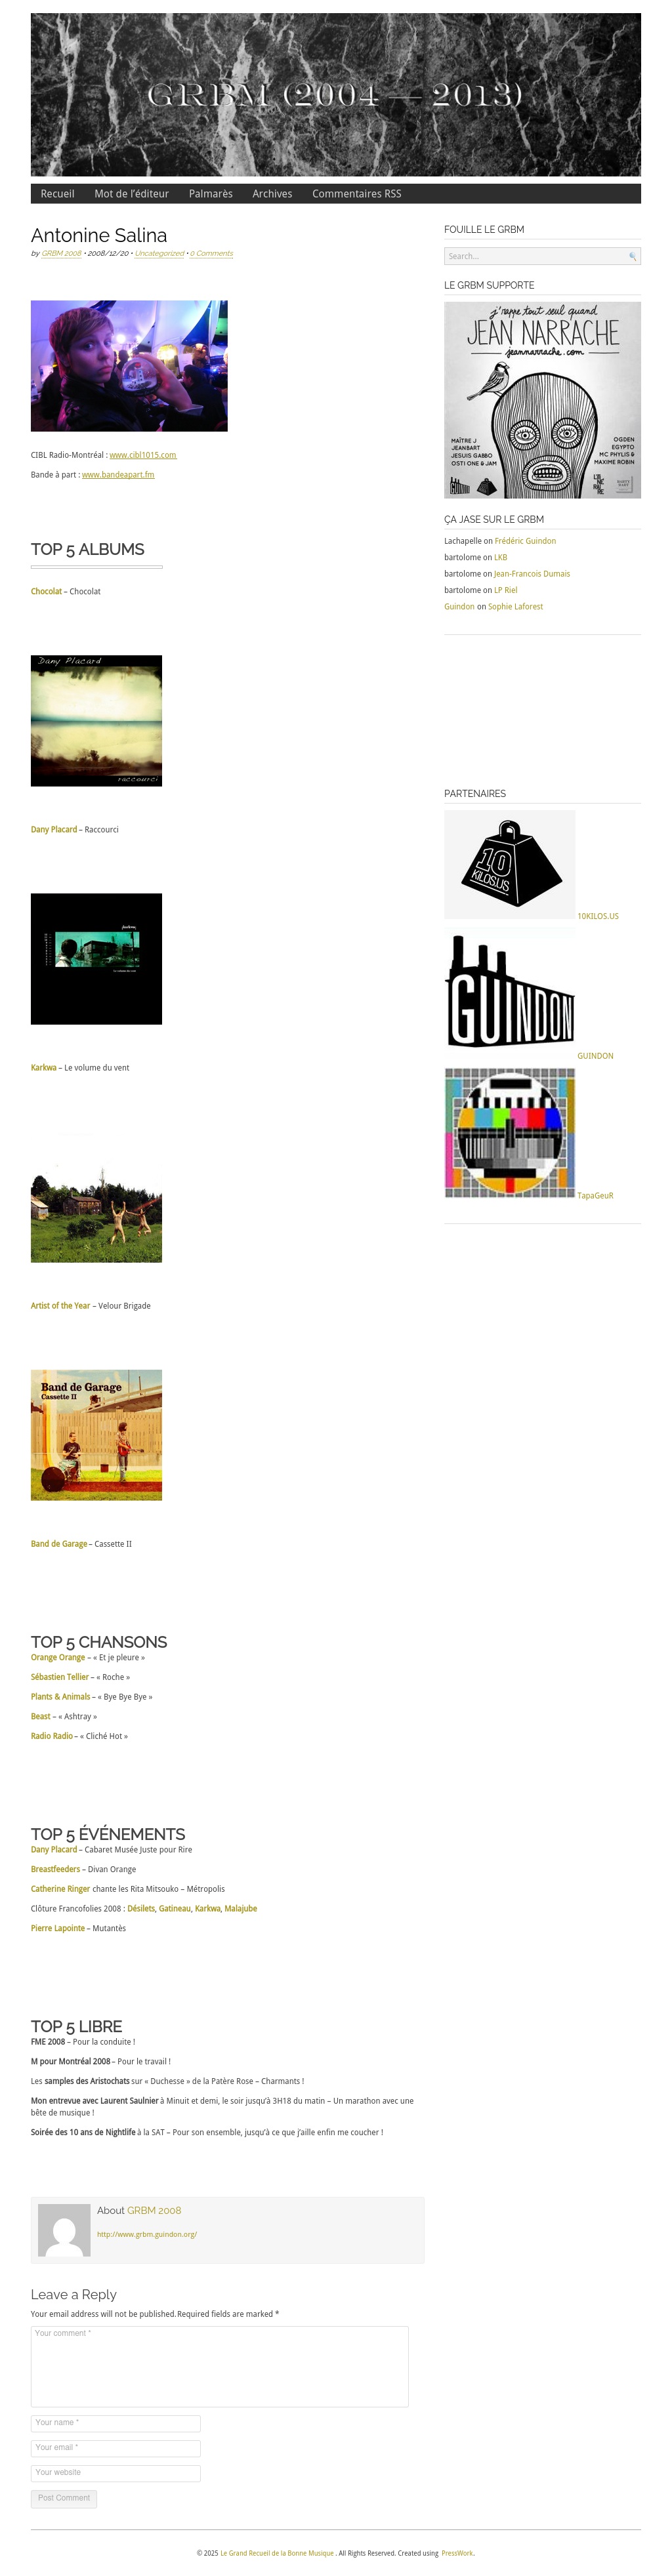 GRBM (2004 — 2013)
Recueil Mot de l'éditeur Palmarès Archives Commentaires RSS
Antonine Salina
by GRBM 2008 • 2008/12/20 • Uncategorized • 0 Comments
CIBL Radio-Montréal : www.cibl1015.com
Bande à part : www.bandeapart.fm
TOP 5 ALBUMS
Chocolat – Chocolat
Dany Placard
raccourci
Dany Placard – Raccourci
Karkwa – Le volume du vent
Artist of the Year – Velour Brigade
Band de Garage
Cassette II
Band de Garage – Cassette II
TOP 5 CHANSONS
Orange Orange – « Et je pleure »
Sébastien Tellier – « Roche »
Plants & Animals – « Bye Bye Bye »
Beast – « Ashtray »
Radio Radio – « Cliché Hot »
TOP 5 ÉVÉNEMENTS
Dany Placard – Cabaret Musée Juste pour Rire
Breastfeeders – Divan Orange
Catherine Ringer chante les Rita Mitsouko – Métropolis
Clôture Francofolies 2008 : Désilets, Gatineau, Karkwa, Malajube
Pierre Lapointe – Mutantès
TOP 5 LIBRE
FME 2008 – Pour la conduite !
M pour Montréal 2008 – Pour le travail !
Les samples des Aristochats sur « Duchesse » de la Patère Rose – Charmants !
Mon entrevue avec Laurent Saulnier à Minuit et demi, le soir jusqu'à 3H18 du matin – Un marathon avec une
bête de musique !
Soirée des 10 ans de Nightlife à la SAT – Pour son ensemble, jusqu'à ce que j'aille enfin me coucher !
About GRBM 2008
http://www.grbm.guindon.org/
Leave a Reply
Your email address will not be published. Required fields are marked *
Your comment *
Your name *
Your email *
Your website
Post Comment
FOUILLE LE GRBM
Search...
LE GRBM SUPPORTE
j'rappe tout seul quand
JEAN NARRACHE
jeannarrache.com
MAÎTRE J
JEANBART
JESUIS GABBO
OSTI ONE & JAM
OGDEN
EGYPTO
MC PHYLIS &
MAXIME ROBIN
ÇA JASE SUR LE GRBM
Lachapelle on Frédéric Guindon
bartolome on LKB
bartolome on Jean-Francois Dumais
bartolome on LP Riel
Guindon on Sophie Laforest
PARTENAIRES
10
KILOS.US
10KILOS.US
GUINDON
GUINDON
TapaGeuR
© 2025 Le Grand Recueil de la Bonne Musique . All Rights Reserved. Created using PressWork.